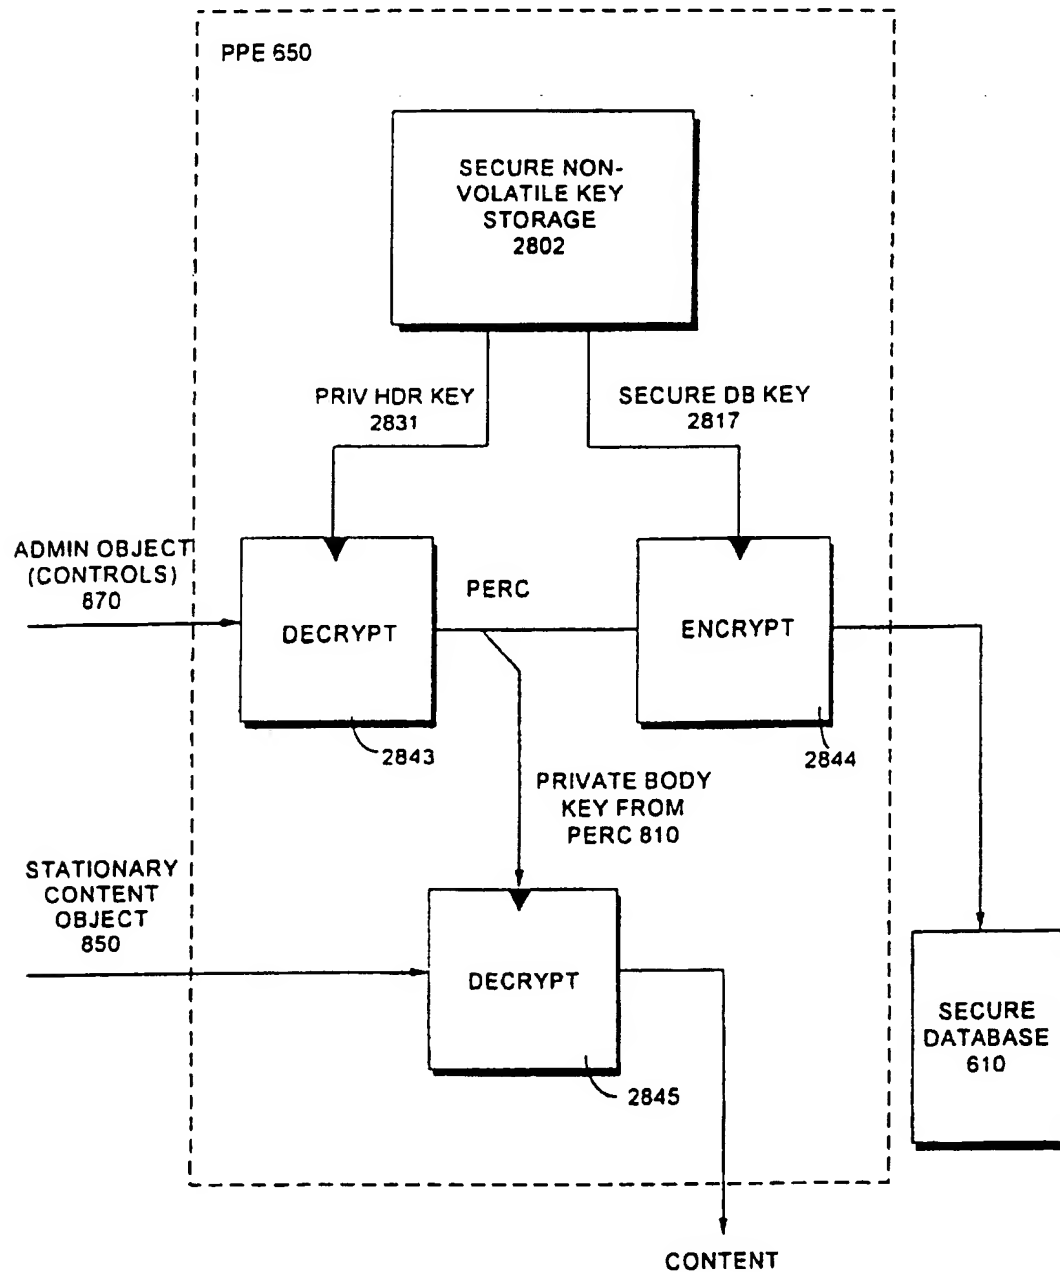 PPE 650
SECURE NON-
VOLATILE KEY
STORAGE
2802
PRIV HDR KEY
2831
SECURE DB KEY
2817
ADMIN OBJECT
(CONTROLS)
870
DECRYPT
PERC
ENCRYPT
2843
2844
PRIVATE BODY
KEY FROM
PERC 810
STATIONARY
CONTENT
OBJECT
850
DECRYPT
2845
SECURE
DATABASE
610
CONTENT